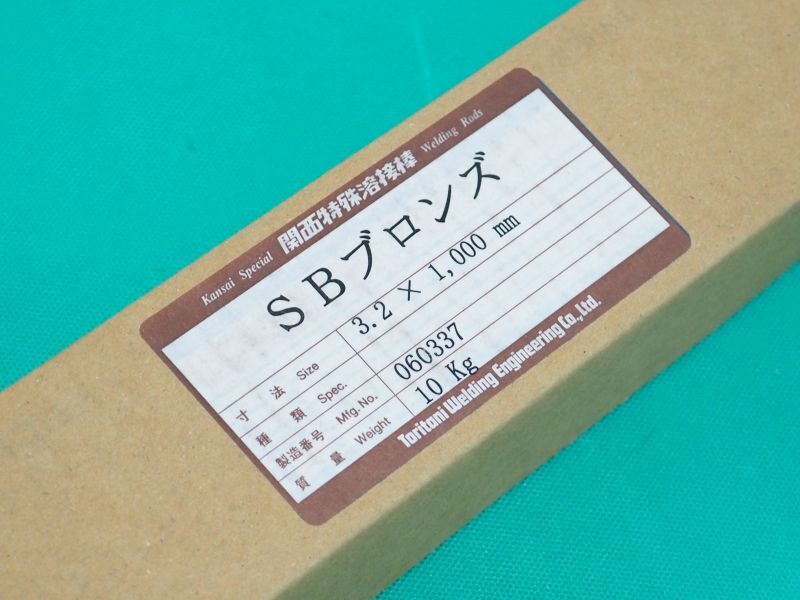 Kansai Special 関西特殊溶接棒 Welding Rods
SBブロンズ
寸法 Size 3.2 × 1,000 mm
種類 Spec.
製造番号 Mfg.No. 060337
質量 Weight 10 Kg
Toritani Welding Engineering Co.,Ltd.